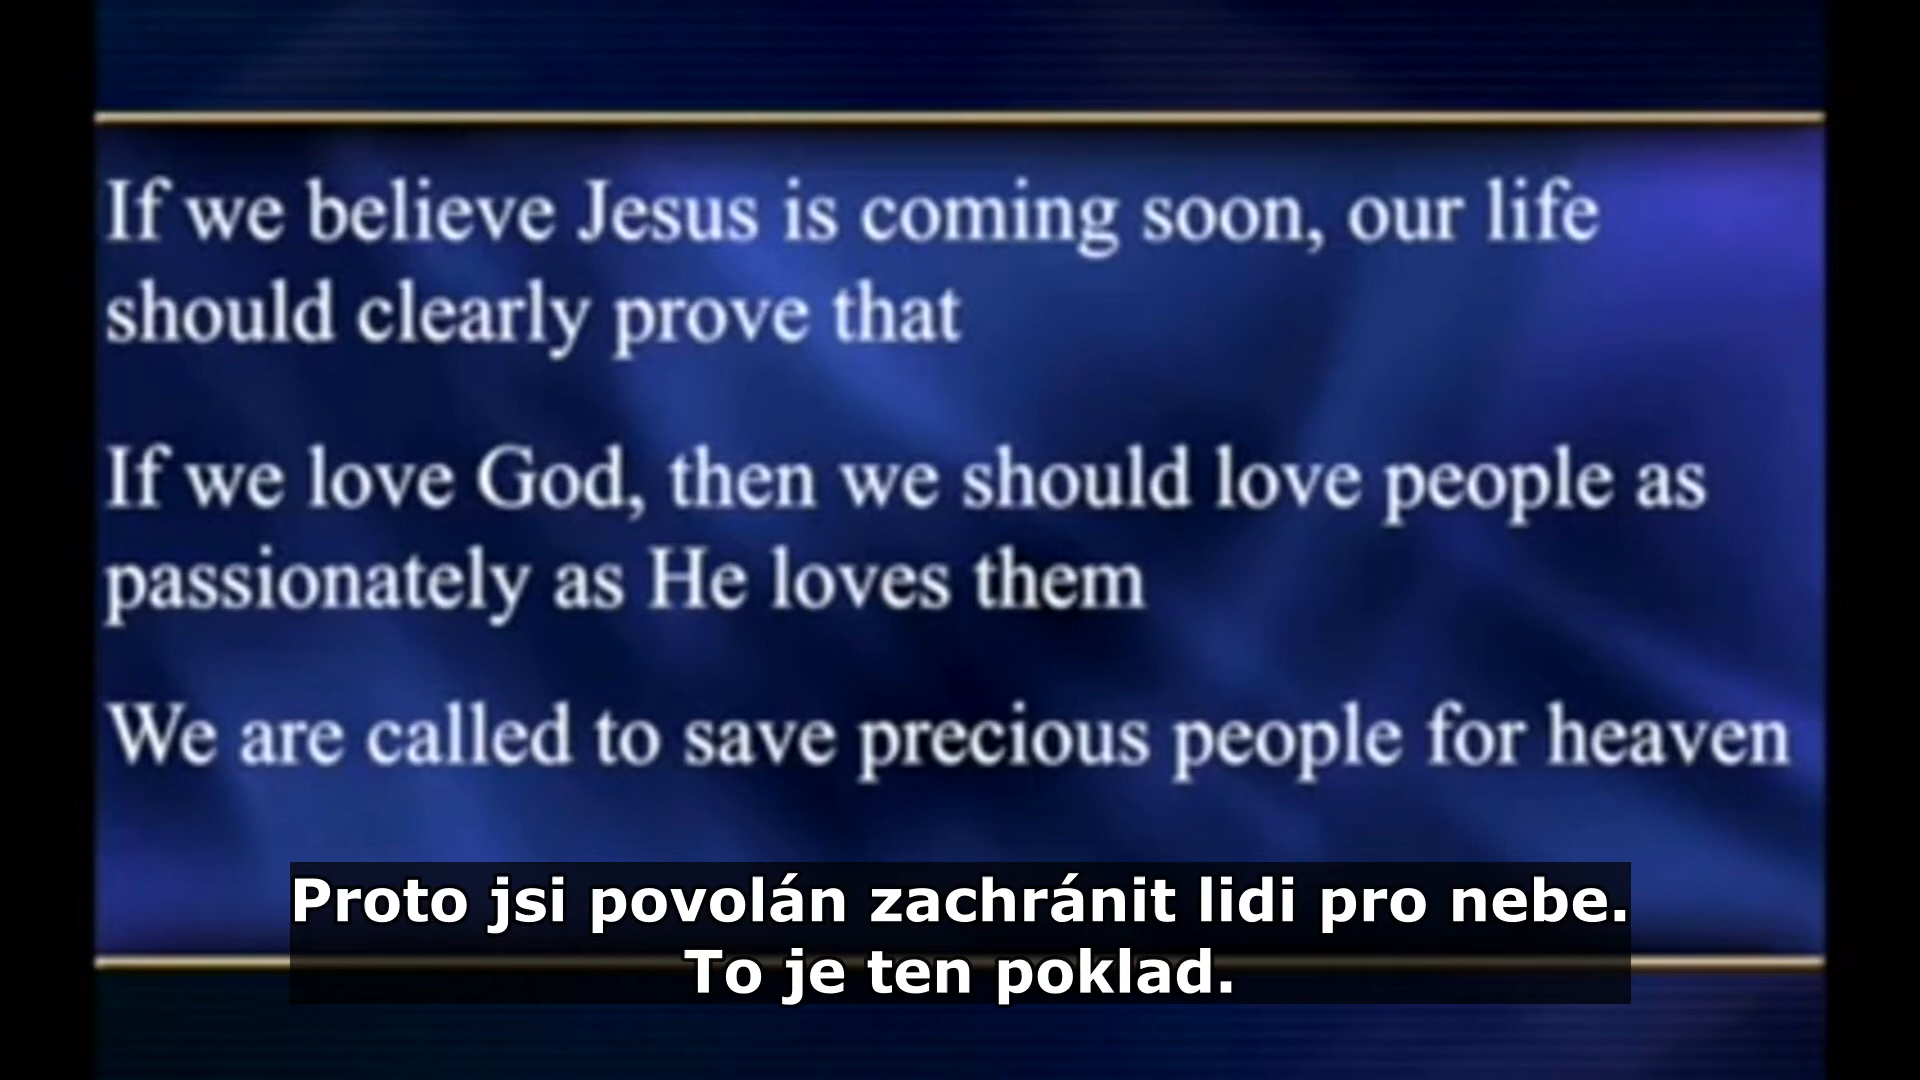 If we believe Jesus is coming soon, our life
should clearly prove that
If we love God, then we should love people as
passionately as He loves them
We are called to save precious people for heaven
Proto jsi povolán zachránit lidi pro nebe.
To je ten poklad.